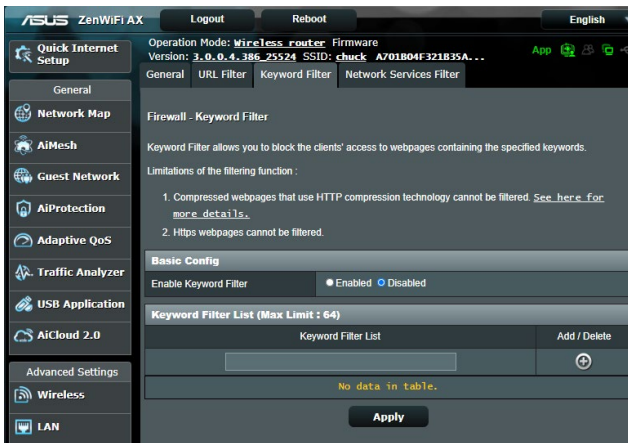 ASUS ZenWiFi AX Logout Reboot English
Quick Internet Setup
General
Network Map
AiMesh
Guest Network
AiProtection
Adaptive QoS
Traffic Analyzer
USB Application
AiCloud 2.0
Advanced Settings
Wireless
LAN
Operation Mode: Wireless router Firmware
Version: 3.0.0.4.386_25524 SSID: chuck A701B04F321B35A...
App
General URL Filter Keyword Filter Network Services Filter
Firewall - Keyword Filter
Keyword Filter allows you to block the clients' access to webpages containing the specified keywords.
Limitations of the filtering function :
1. Compressed webpages that use HTTP compression technology cannot be filtered. See here for
more details.
2. Https webpages cannot be filtered.
Basic Config
Enable Keyword Filter Enabled Disabled
Keyword Filter List (Max Limit : 64)
Keyword Filter List Add / Delete
No data in table.
Apply